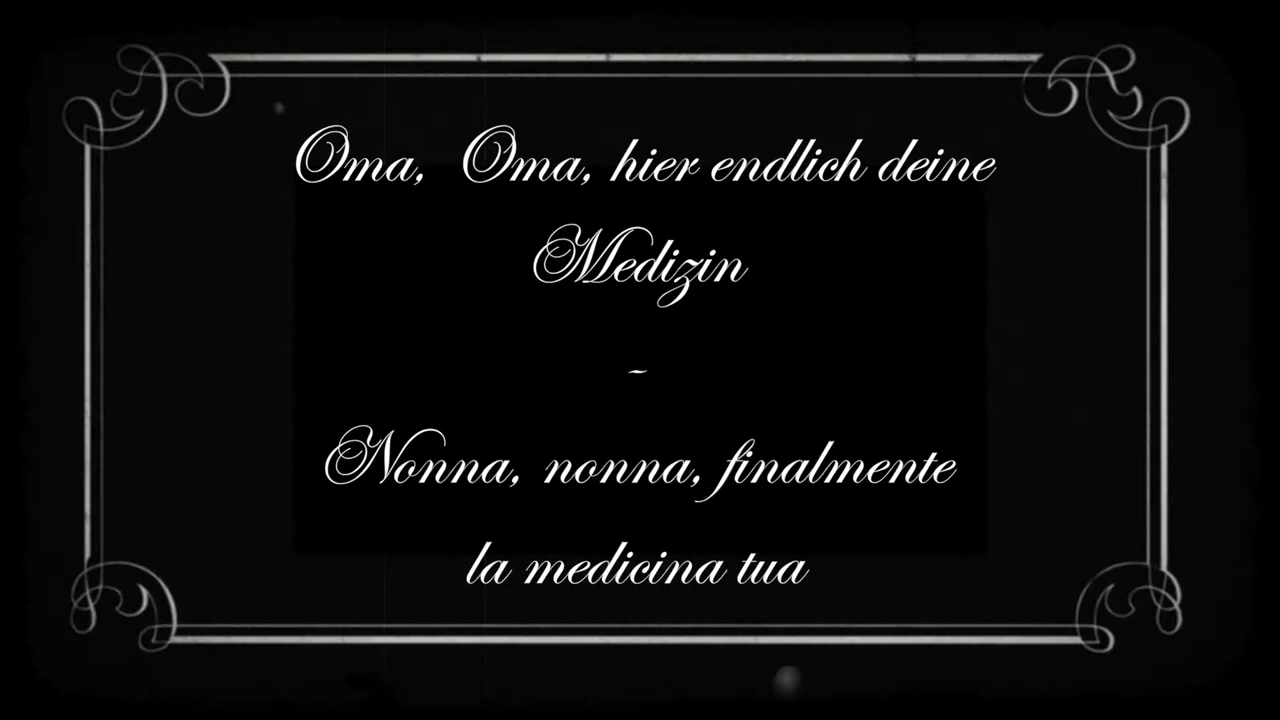 Oma, Oma, hier endlich deine
Medizin
-
Nonna, nonna, finalmente
la medicina tua